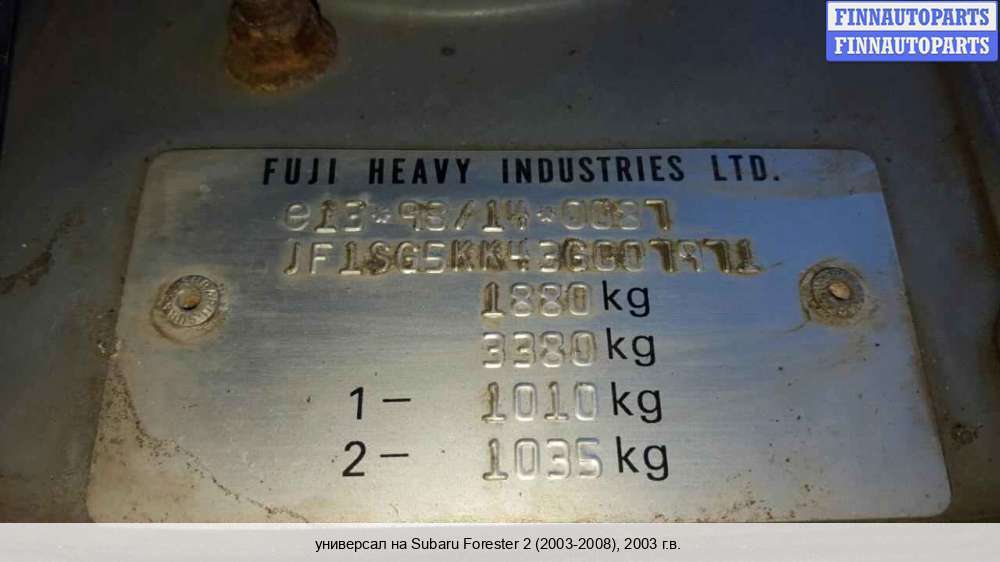 FINNAUTOPARTS
FINNAUTOPARTS
FUJI HEAVY INDUSTRIES LTD.
e13*98/14*0087
1880 kg
3380 kg
1- 1010 kg
2- 1035 kg
универсал на Subaru Forester 2 (2003-2008), 2003 г.в.